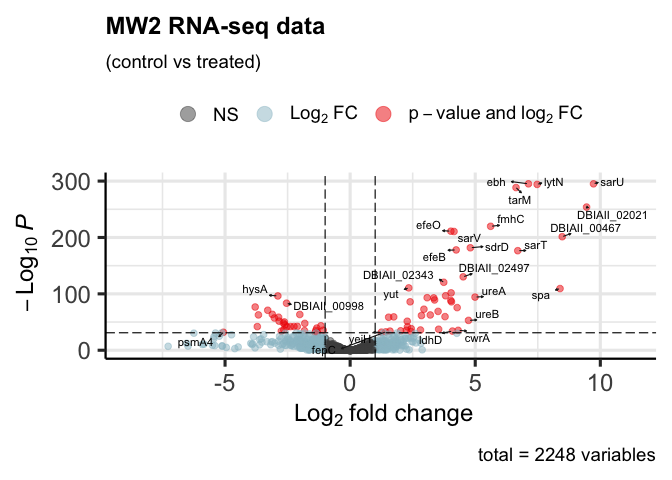 MW2 RNA-seq data
(control vs treated)
NS Log2 FC p – value and log2 FC
300
200
100
0
– Log10 P
ebh
lytN
sarU
tarM
DBIAII_02021
fmhC
efeO
DBIAII_00467
sarV
sdrD
sarT
efeB
DBIAII_02343
DBIAII_02497
hysA
yut
ureA
spa
DBIAII_00998
ureB
psmA4
yeiH
ldhD
cwrA
fepC
-5 0 5 10
Log2 fold change
total = 2248 variables